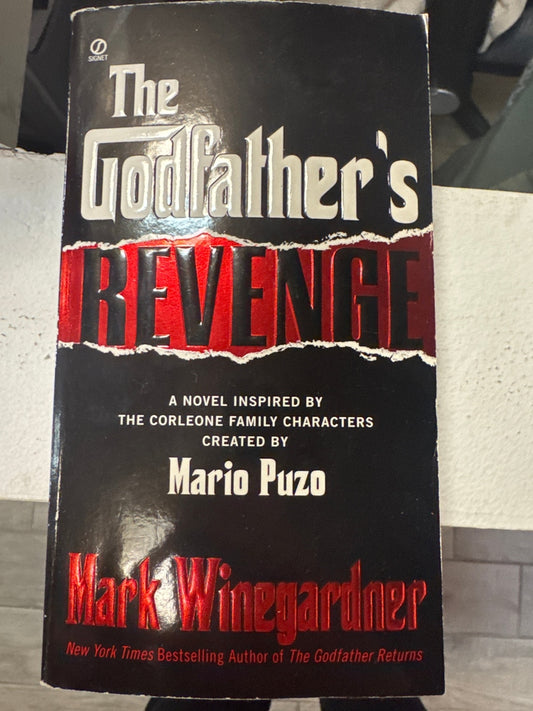 SIGNET
The
Godfather's
REVENGE
A NOVEL INSPIRED BY
THE CORLEONE FAMILY CHARACTERS
CREATED BY
Mario Puzo
Mark Winegardner
New York Times Bestselling Author of The Godfather Returns